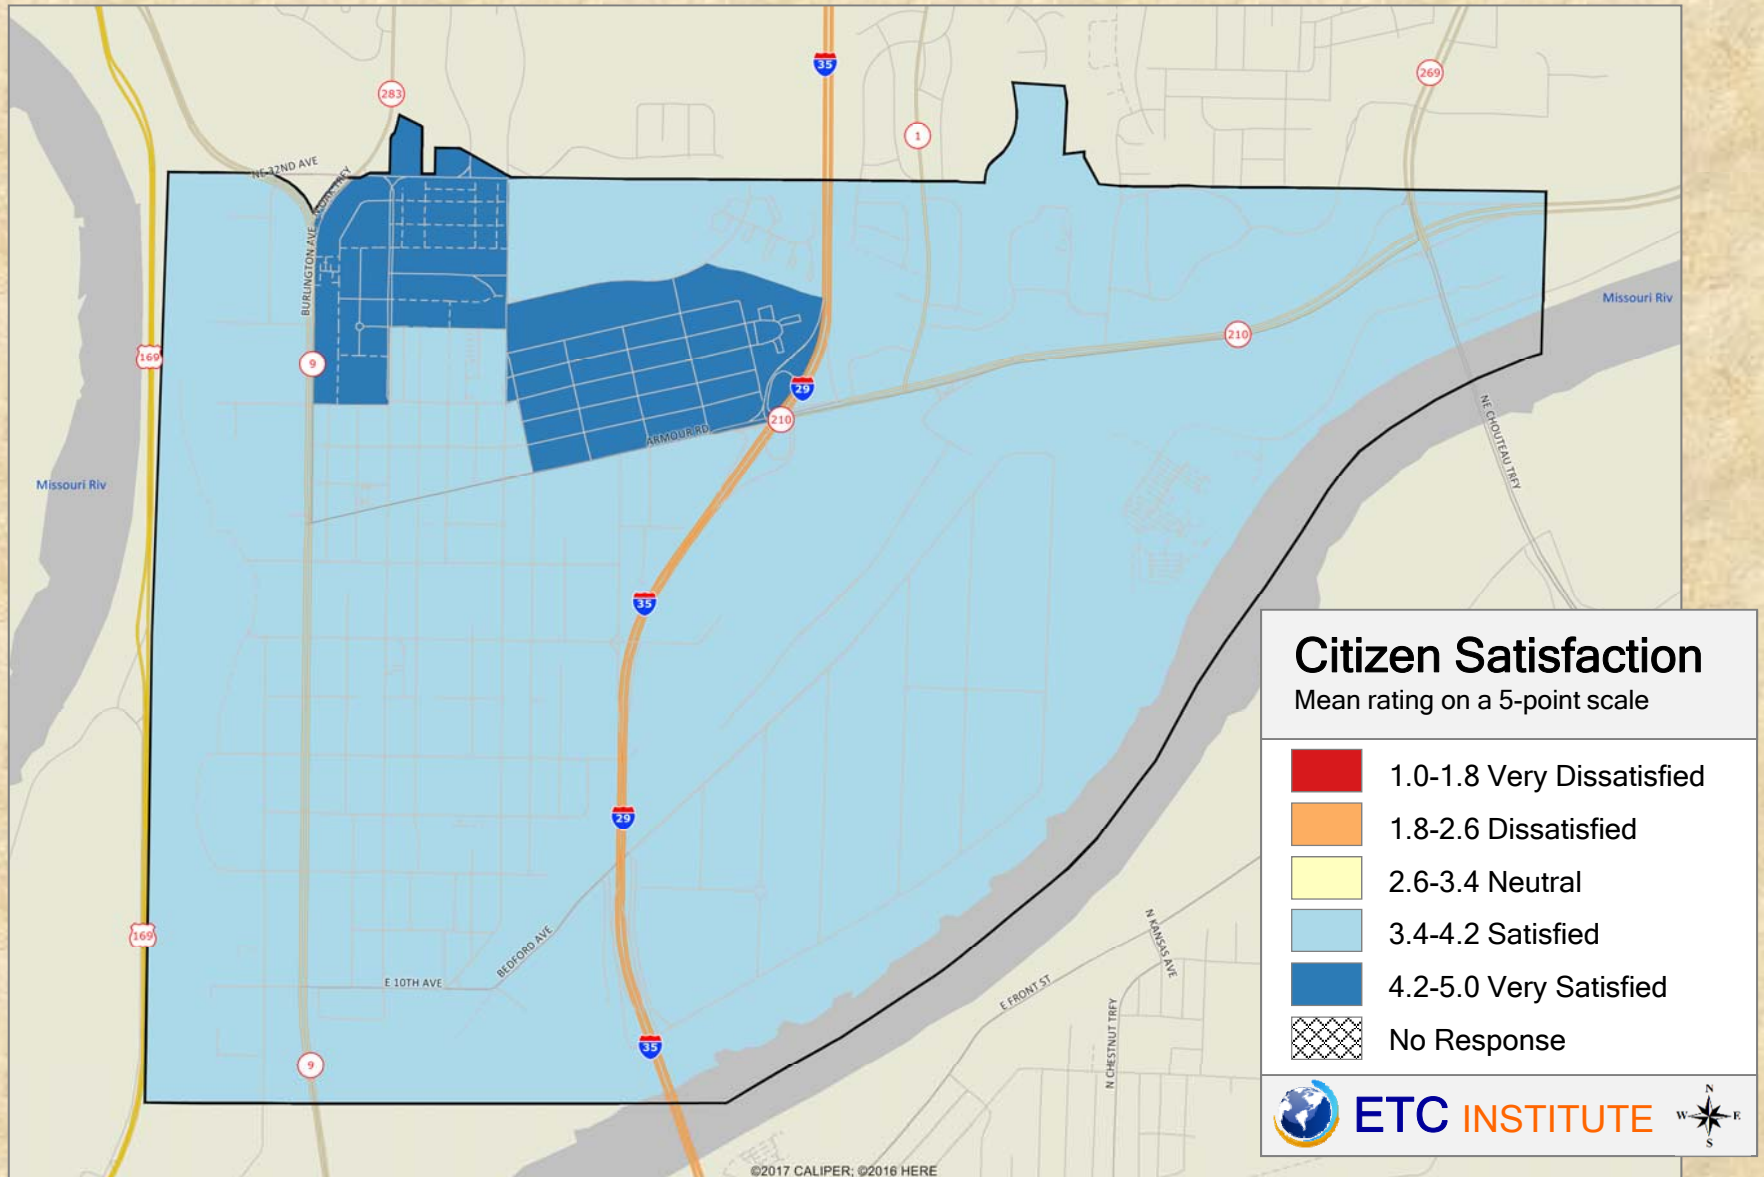 35
269
283
1
NE 32ND AVE
N OAK TRFY
BURLINGTON AVE
Missouri Riv
210
169
9
29
210
ARMOUR RD
NE CHOUTEAU TRFY
Missouri Riv
35
Citizen Satisfaction
Mean rating on a 5-point scale
1.0-1.8 Very Dissatisfied
1.8-2.6 Dissatisfied
2.6-3.4 Neutral
3.4-4.2 Satisfied
4.2-5.0 Very Satisfied
No Response
29
169
BEDFORD AVE
E 10TH AVE
N KANSAS AVE
E FRONT ST
N CHESTNUT TRFY
35
9
ETC INSTITUTE
N
W E
S
©2017 CALIPER; ©2016 HERE